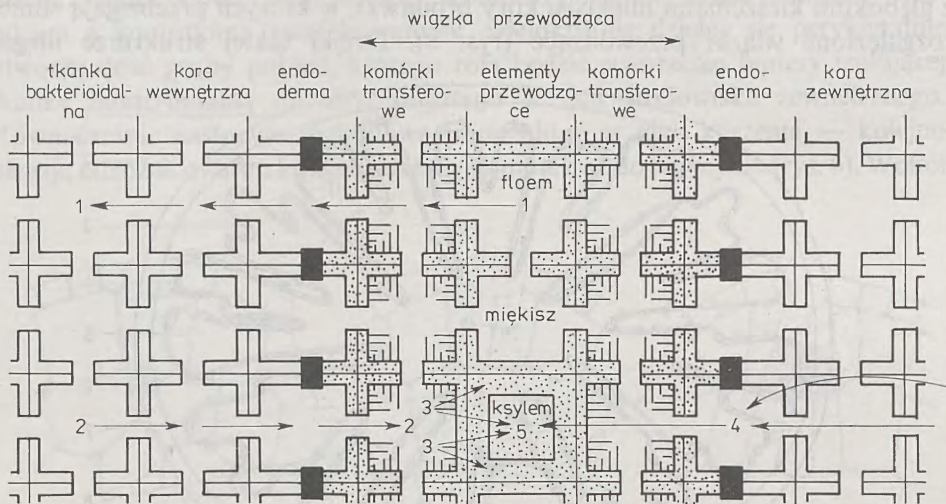 wiązka przewodząca
tkanka kora endo- komórki elementy komórki endo- kora
bakterioidal- wewnętrzna derma transfero- przewodzą- transfero- derma zewnętrzna
na we ce we
floem
1 1
miękisz
3 ksylem
2 2 5 4
3